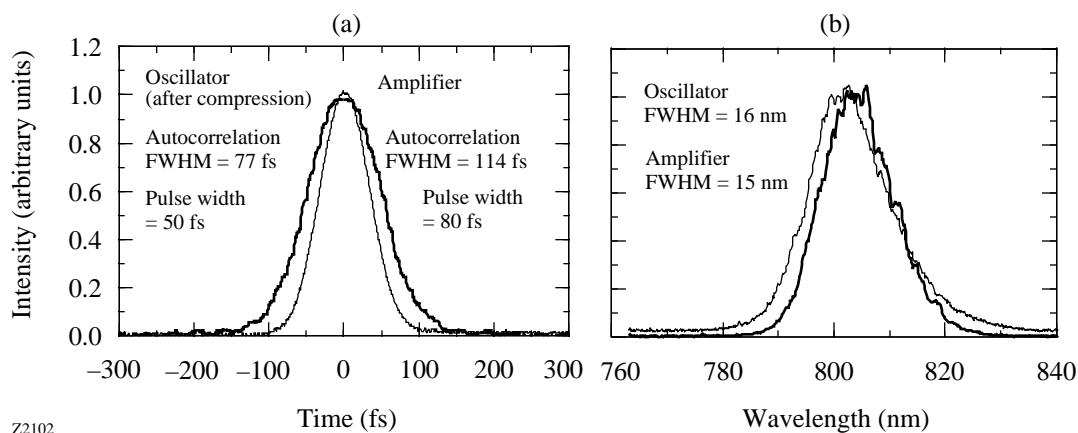 (a)
Intensity (arbitrary units)
1.2
1.0
0.8
0.6
0.4
0.2
0.0
Oscillator
(after compression)
Amplifier
Autocorrelation
FWHM = 77 fs
Autocorrelation
FWHM = 114 fs
Pulse width
= 50 fs
Pulse width
= 80 fs
–300 –200 –100 0 100 200 300
Time (fs)
(b)
Oscillator
FWHM = 16 nm
Amplifier
FWHM = 15 nm
760 780 800 820 840
Wavelength (nm)
Z2102